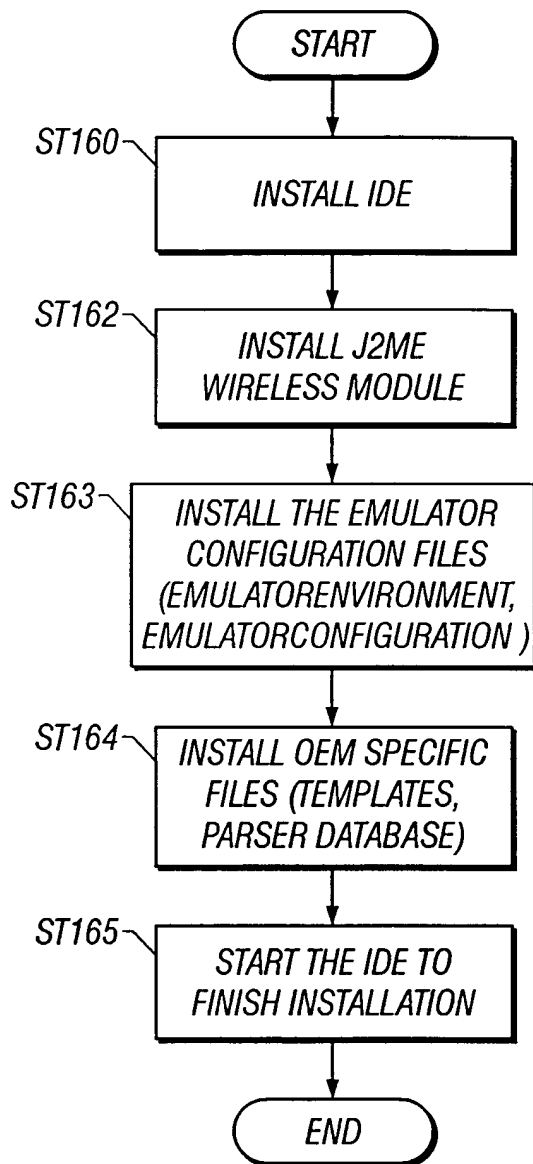 START
ST160
INSTALL IDE
ST162
INSTALL J2ME
WIRELESS MODULE
ST163
INSTALL THE EMULATOR
CONFIGURATION FILES
(EMULATORENVIRONMENT,
EMULATORCONFIGURATION )
ST164
INSTALL OEM SPECIFIC
FILES (TEMPLATES,
PARSER DATABASE)
ST165
START THE IDE TO
FINISH INSTALLATION
END